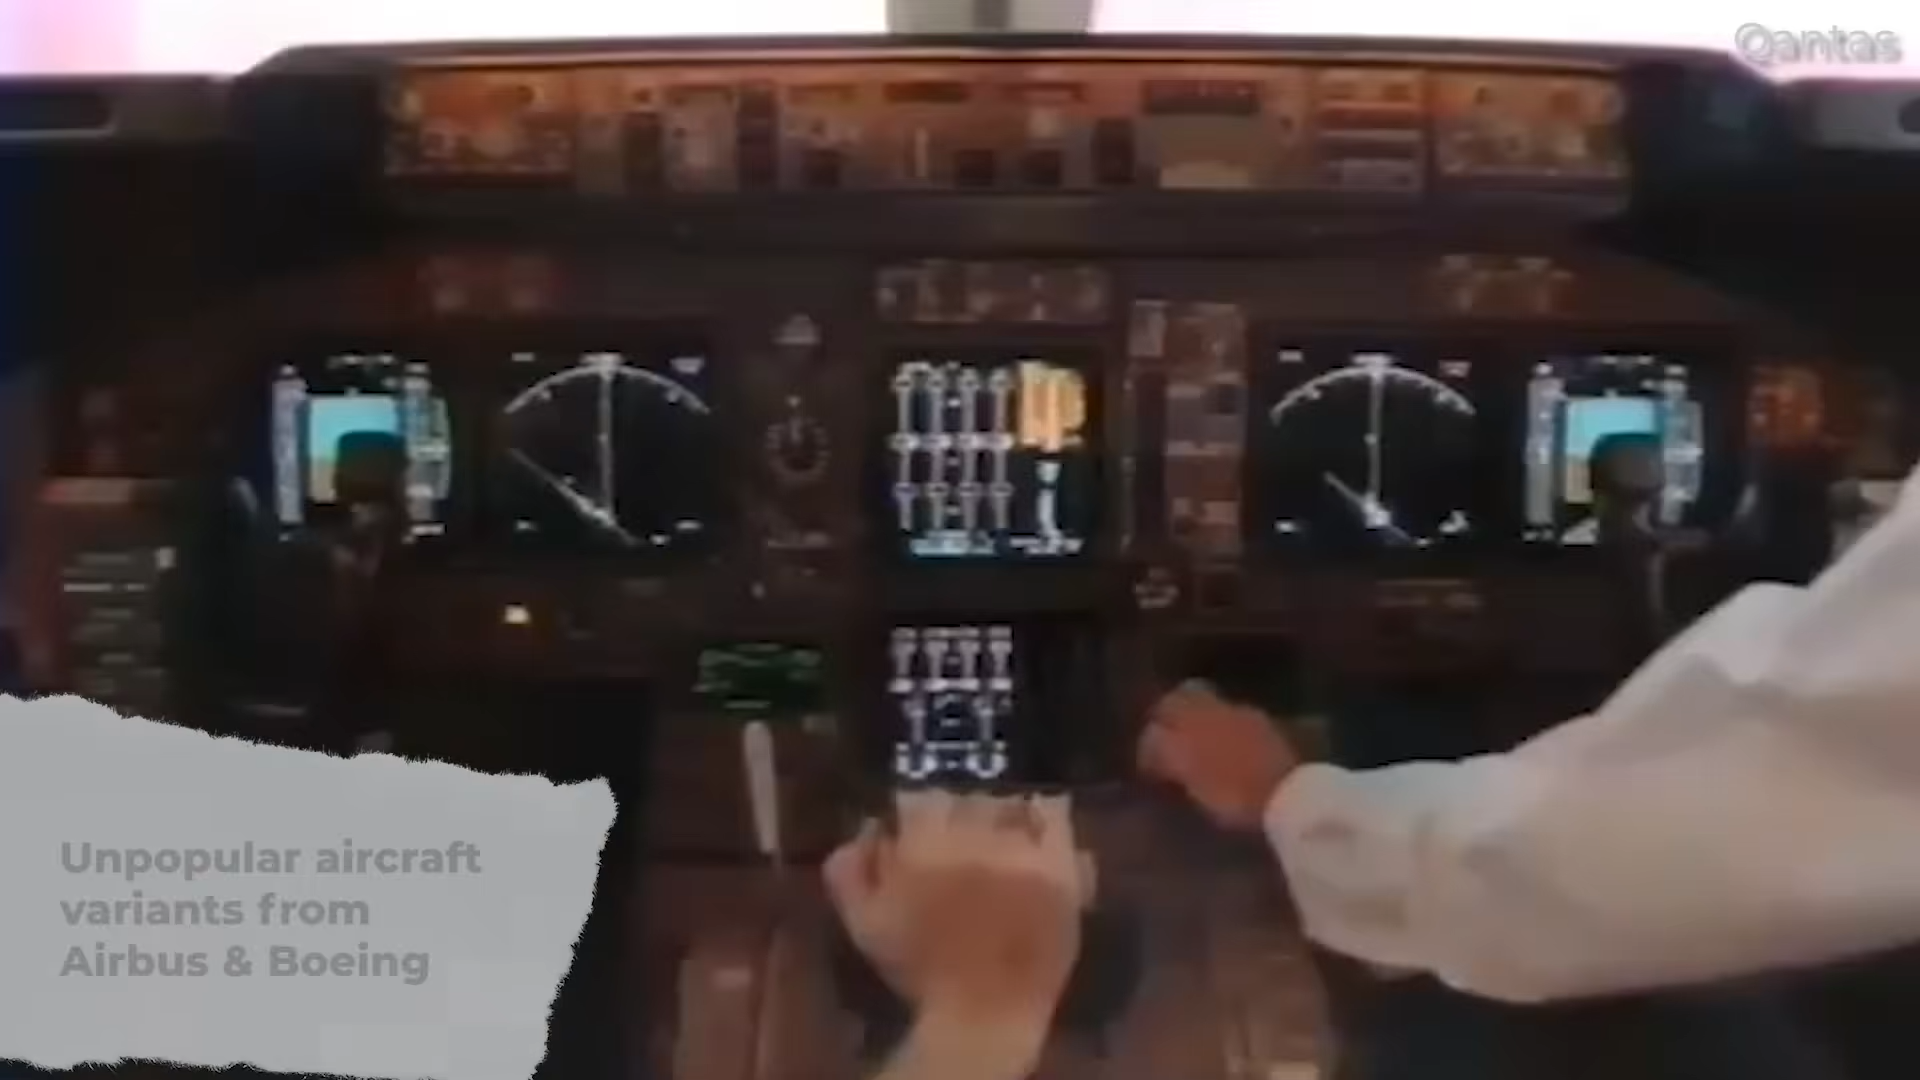 Qantas
Unpopular aircraft
variants from
Airbus & Boeing